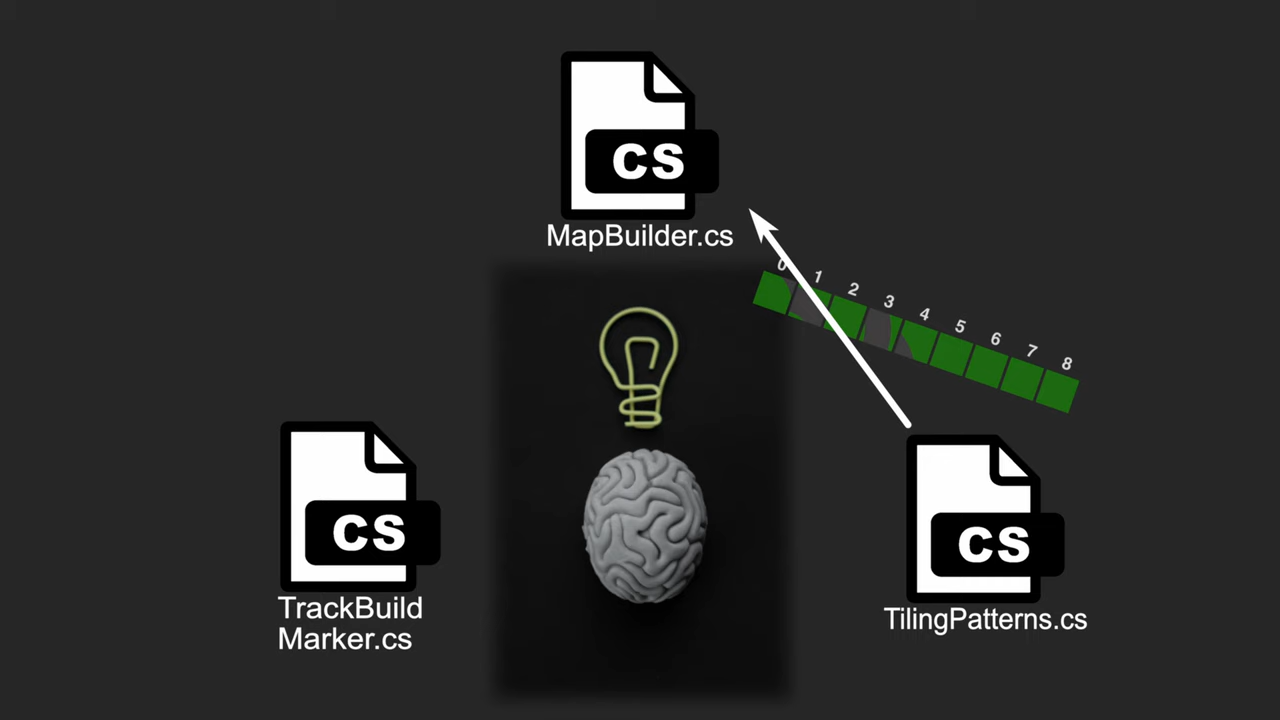 CS
MapBuilder.cs
0 1 2 3 4 5 6 7 8
CS
TrackBuild
Marker.cs
CS
TilingPatterns.cs